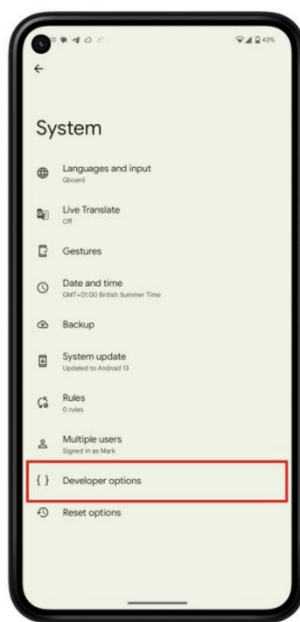 43%
System
Languages and input
Gboard
Live Translate
Off
Gestures
Date and time
GMT+01:00 British Summer Time
Backup
System update
Updated to Android 13
Rules
0 rules
Multiple users
Signed in as Mark
{ } Developer options
Reset options